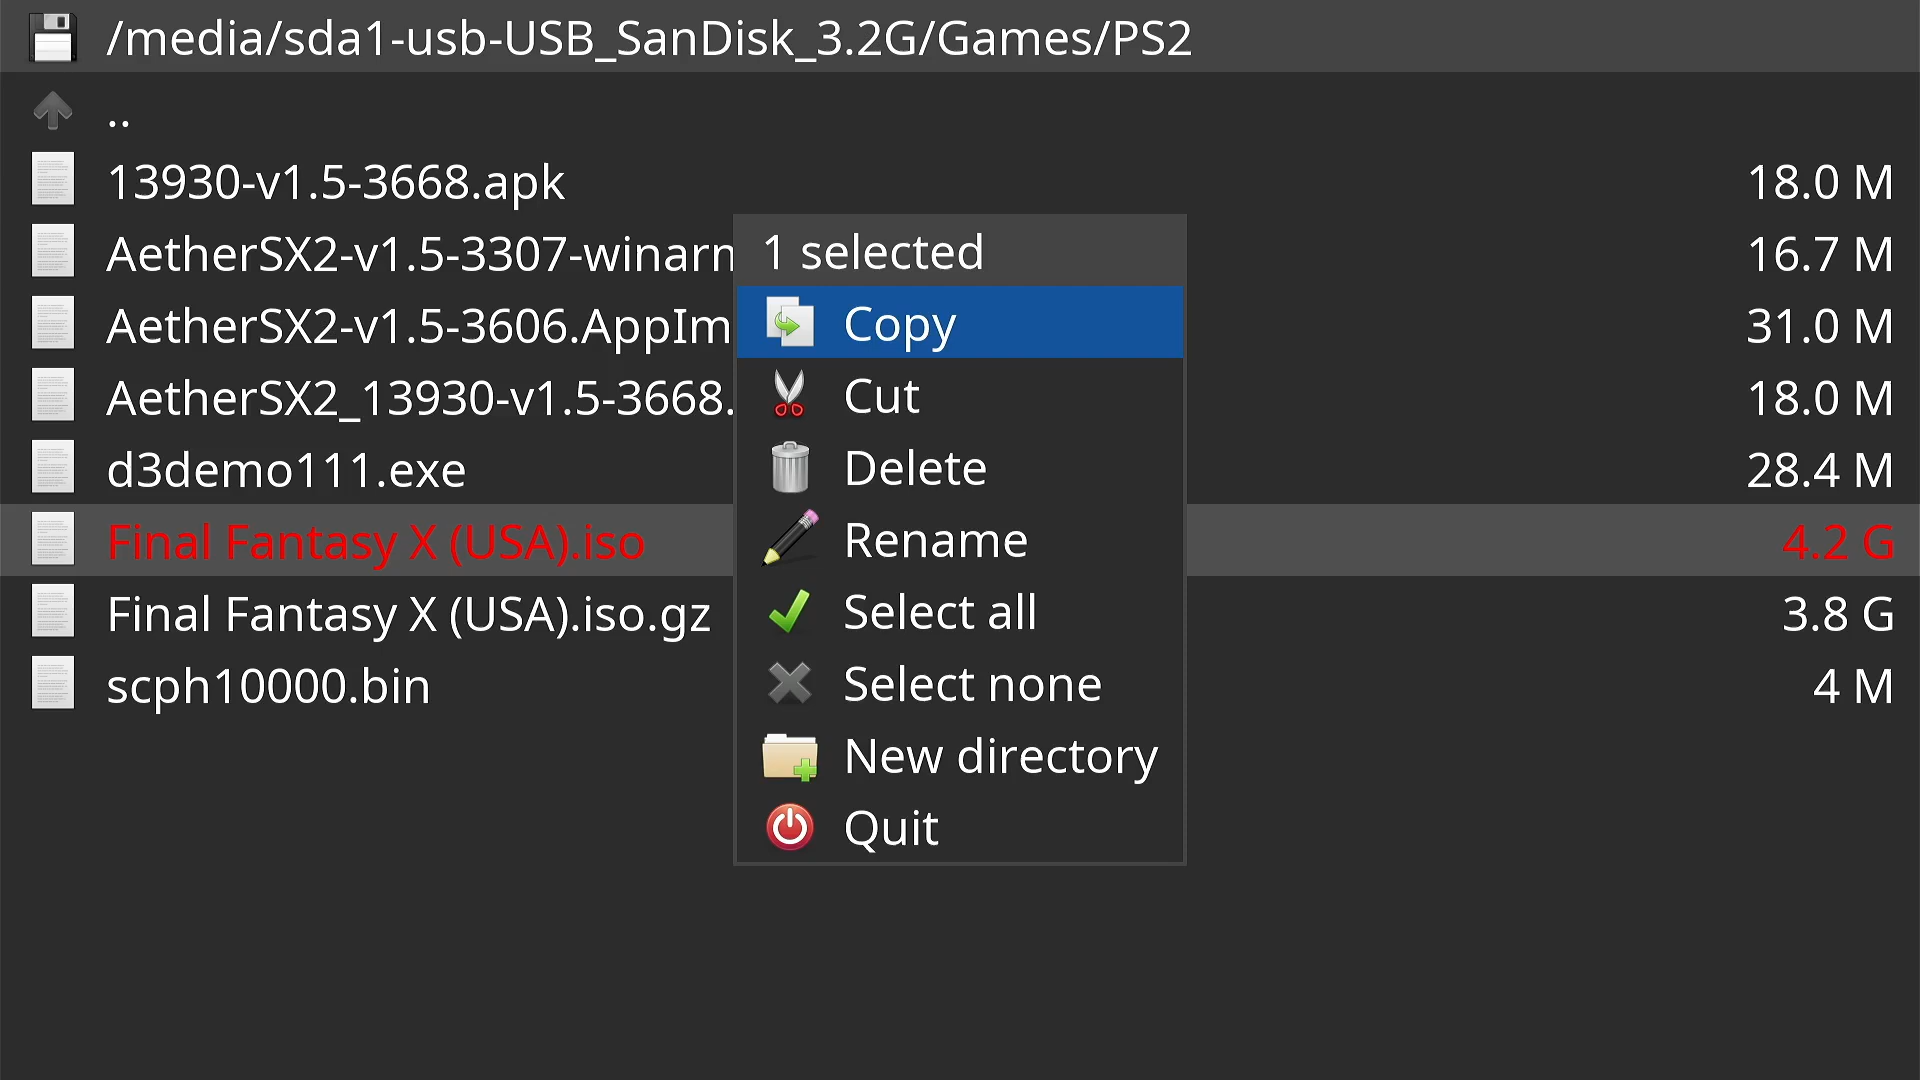 /media/sda1-usb-USB_SanDisk_3.2G/Games/PS2
..
13930-v1.5-3668.apk 18.0 M
AetherSX2-v1.5-3307-winarm 16.7 M
AetherSX2-v1.5-3606.AppIm 31.0 M
AetherSX2_13930-v1.5-3668. 18.0 M
d3demo111.exe 28.4 M
Final Fantasy X (USA).iso 4.2 G
Final Fantasy X (USA).iso.gz 3.8 G
scph10000.bin 4 M
1 selected
Copy
Cut
Delete
Rename
Select all
Select none
New directory
Quit